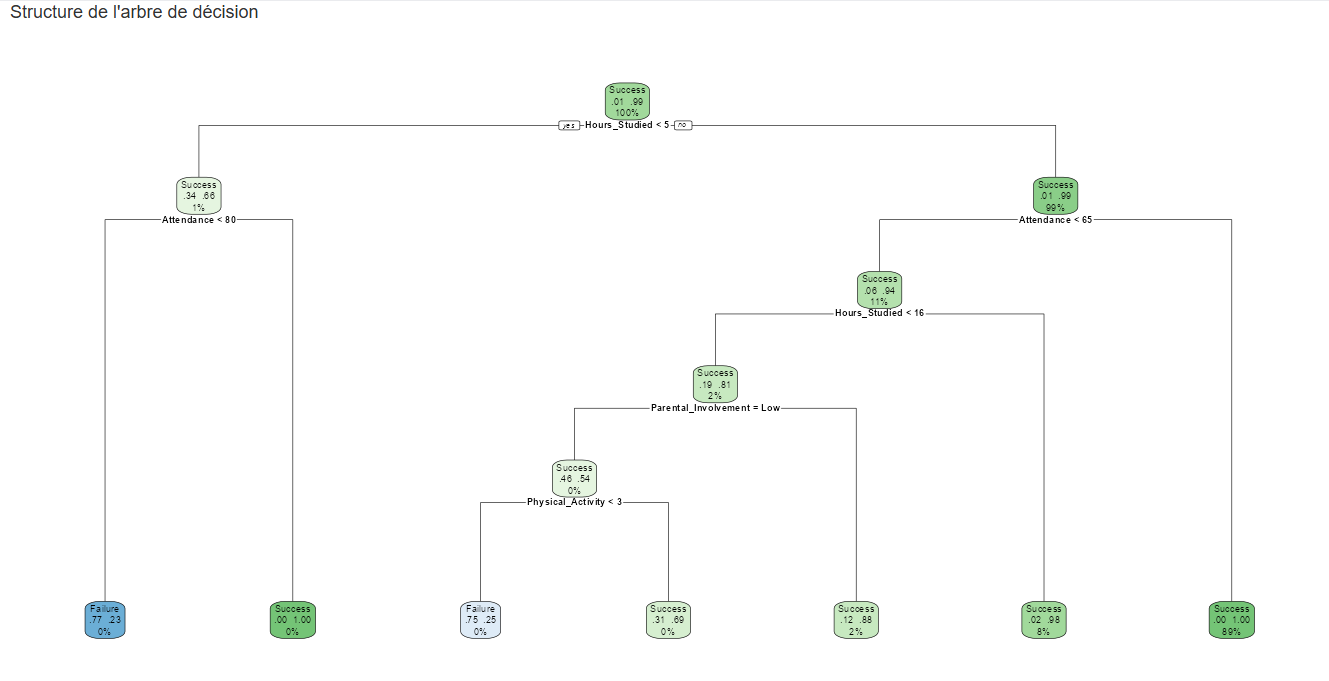 Structure de l'arbre de décision
Success
.01 .99
100%
yes Hours_Studied < 5 no
Success
.34 .66
1%
Attendance < 80
Success
.01 .99
99%
Attendance < 65
Success
.06 .94
11%
Hours_Studied < 16
Success
.19 .81
2%
Parental_Involvement = Low
Success
.46 .54
0%
Physical_Activity < 3
Failure
.77 .23
0%
Success
.00 1.00
0%
Failure
.75 .25
0%
Success
.31 .69
0%
Success
.12 .88
2%
Success
.02 .98
8%
Success
.00 1.00
89%